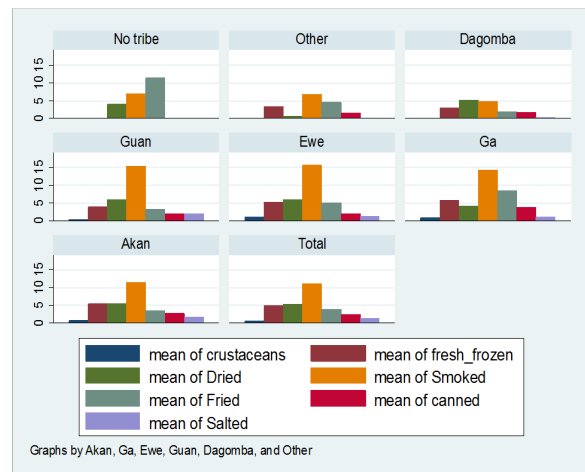 No tribe Other Dagomba
0 5 10 15
Guan Ewe Ga
0 5 10 15
Akan Total
0 5 10 15
mean of crustaceans mean of fresh_frozen
mean of Dried mean of Smoked
mean of Fried mean of canned
mean of Salted
Graphs by Akan, Ga, Ewe, Guan, Dagomba, and Other